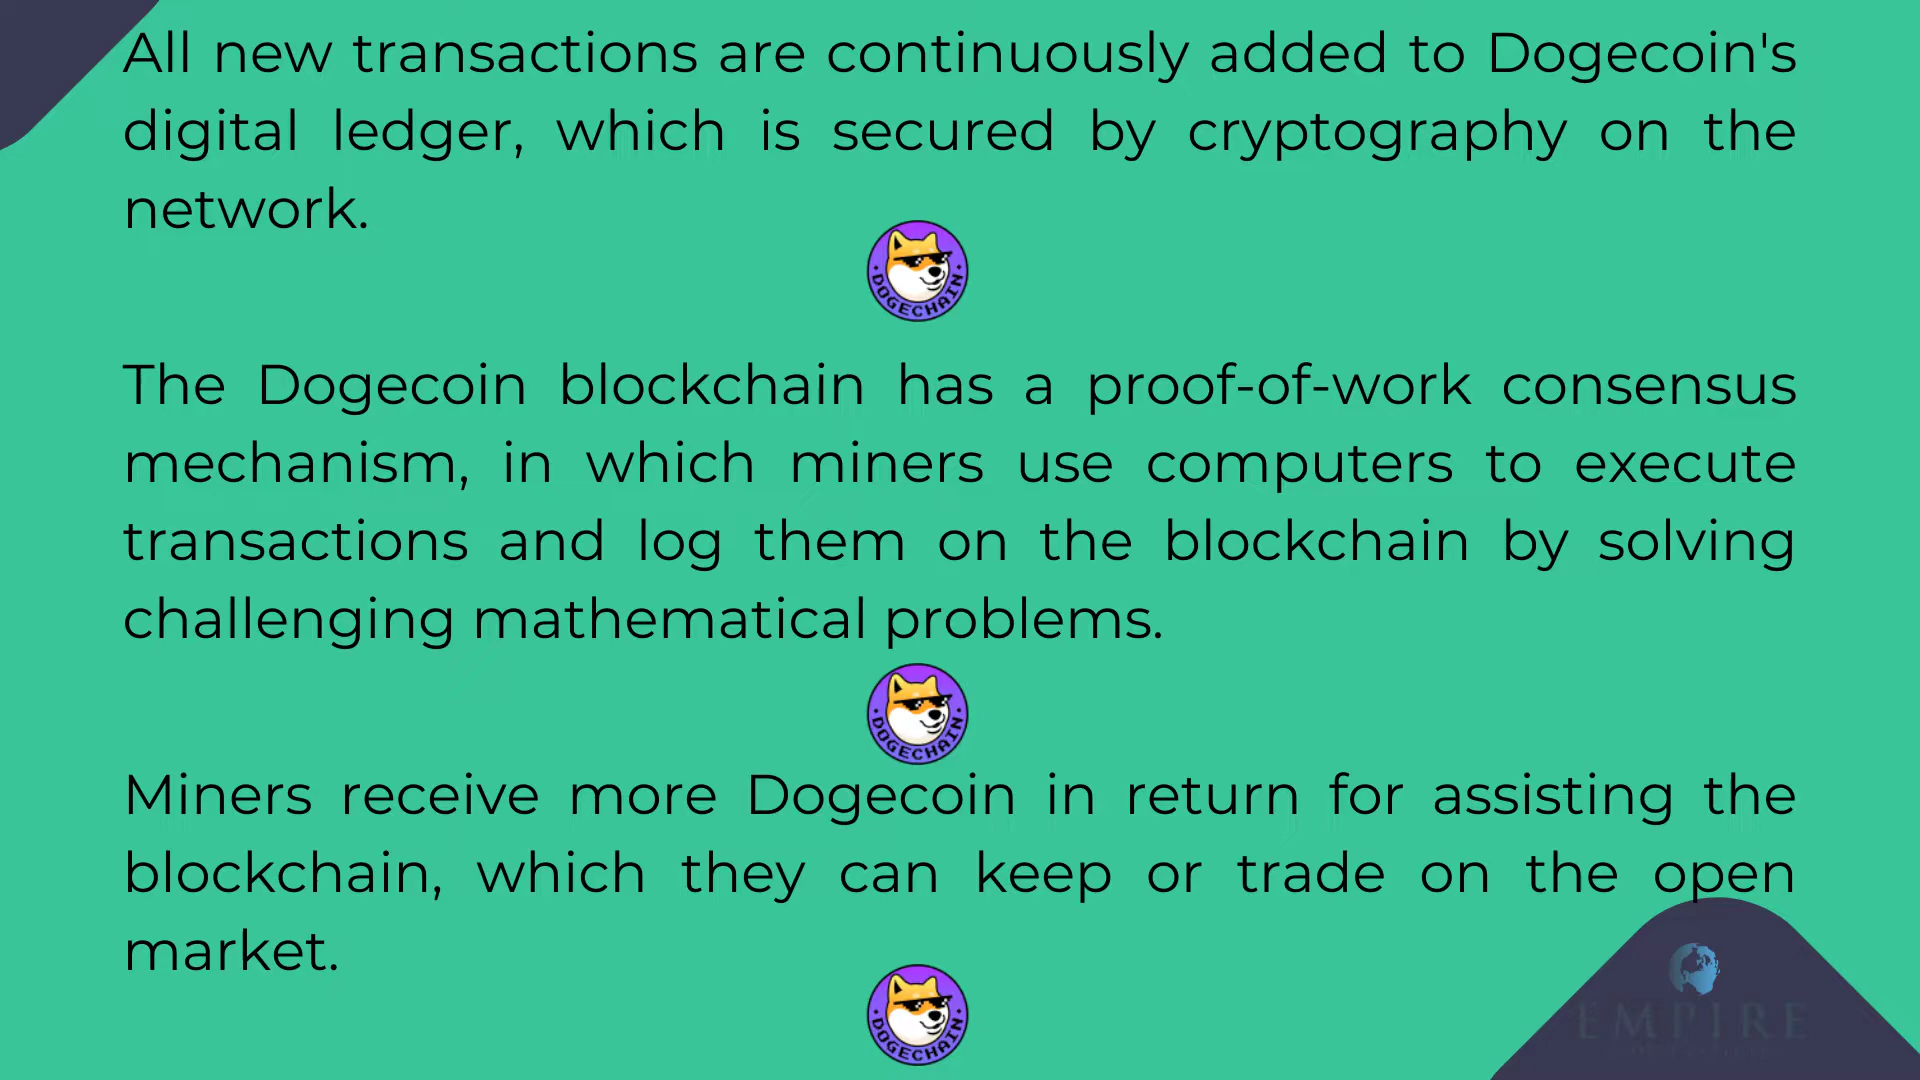 All new transactions are continuously added to Dogecoin's
digital ledger, which is secured by cryptography on the
network.
DOGECHAIN
The Dogecoin blockchain has a proof-of-work consensus
mechanism, in which miners use computers to execute
transactions and log them on the blockchain by solving
challenging mathematical problems.
DOGECHAIN
Miners receive more Dogecoin in return for assisting the
blockchain, which they can keep or trade on the open
market.
DOGECHAIN
EMPIRE